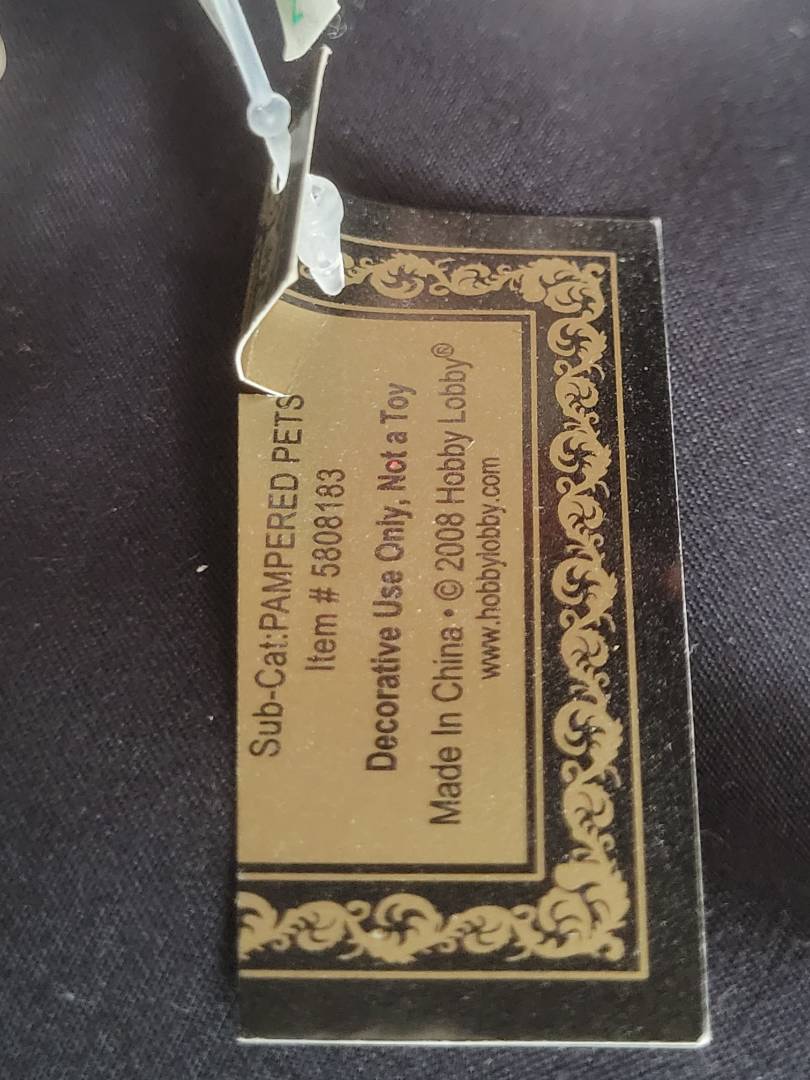 Sub-Cat:PAMPERED PETS
Item # 5808183
Decorative Use Only, Not a Toy
Made In China • © 2008 Hobby Lobby®
www.hobbylobby.com